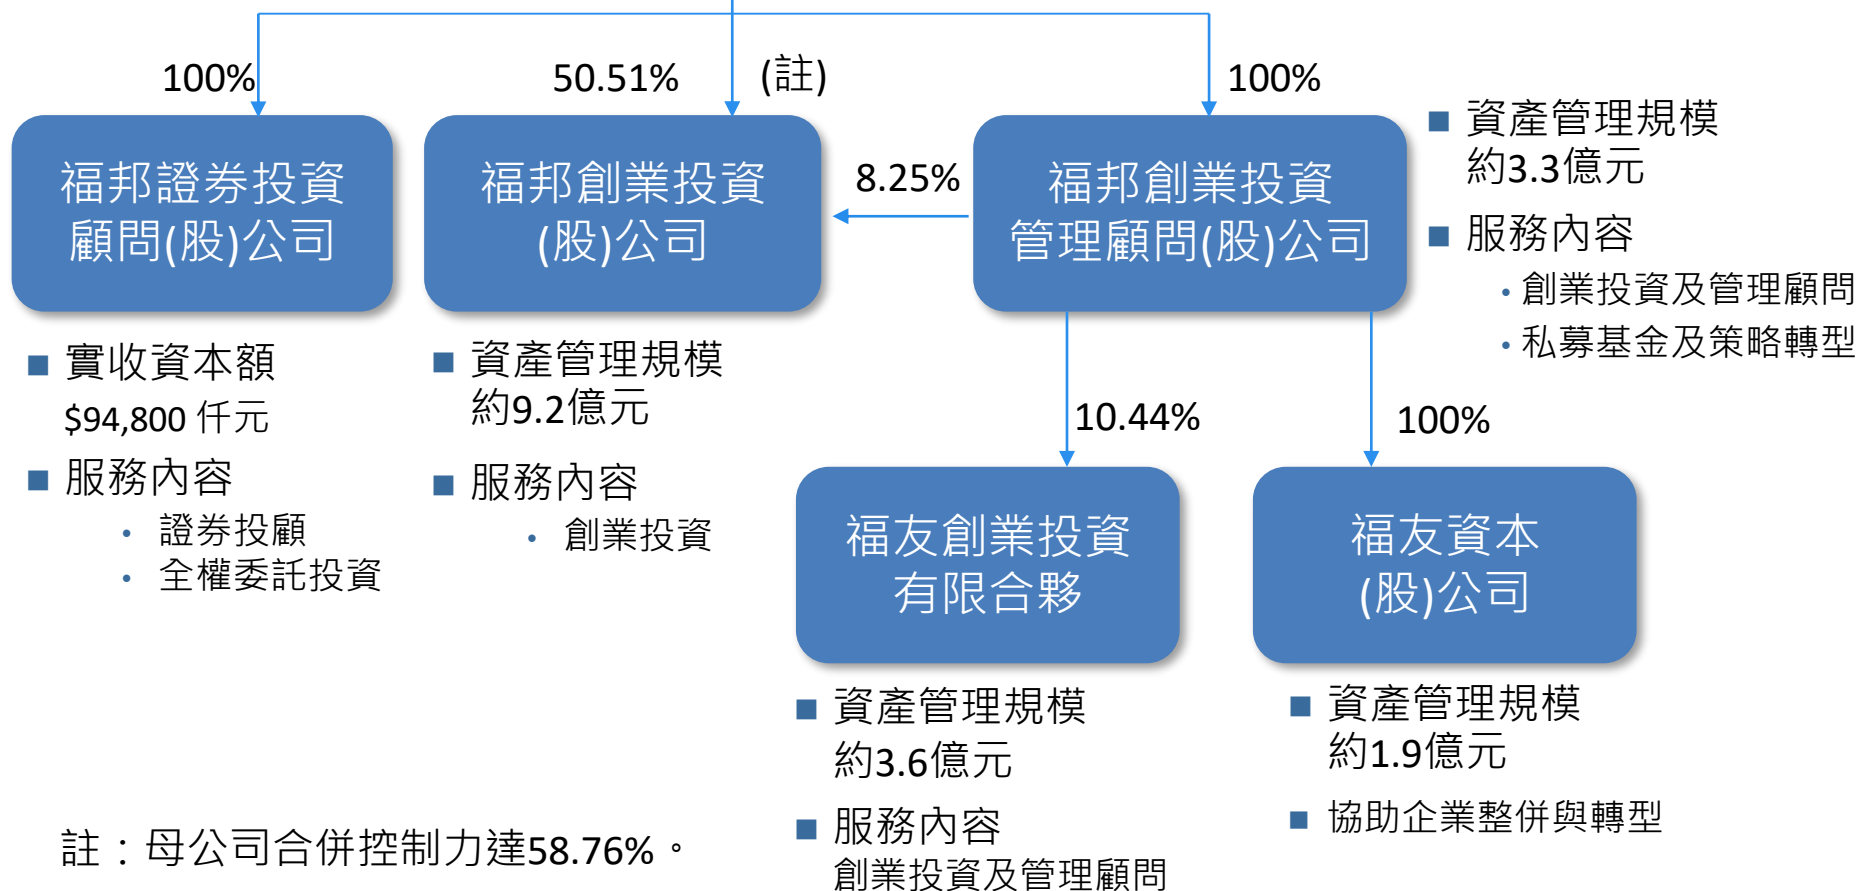 100%
50.51%
(註)
100%
福邦證券投資
顧問(股)公司
福邦創業投資
(股)公司
8.25%
福邦創業投資
管理顧問(股)公司
■ 資產管理規模
約3.3億元
■ 服務內容
• 創業投資及管理顧問
• 私募基金及策略轉型
■ 實收資本額
$94,800 仟元
■ 服務內容
• 證券投顧
• 全權委託投資
■ 資產管理規模
約9.2億元
■ 服務內容
• 創業投資
10.44%
100%
福友創業投資
有限合夥
福友資本
(股)公司
■ 資產管理規模
約3.6億元
■ 服務內容
創業投資及管理顧問
■ 資產管理規模
約1.9億元
■ 協助企業整併與轉型
註：母公司合併控制力達58.76%。